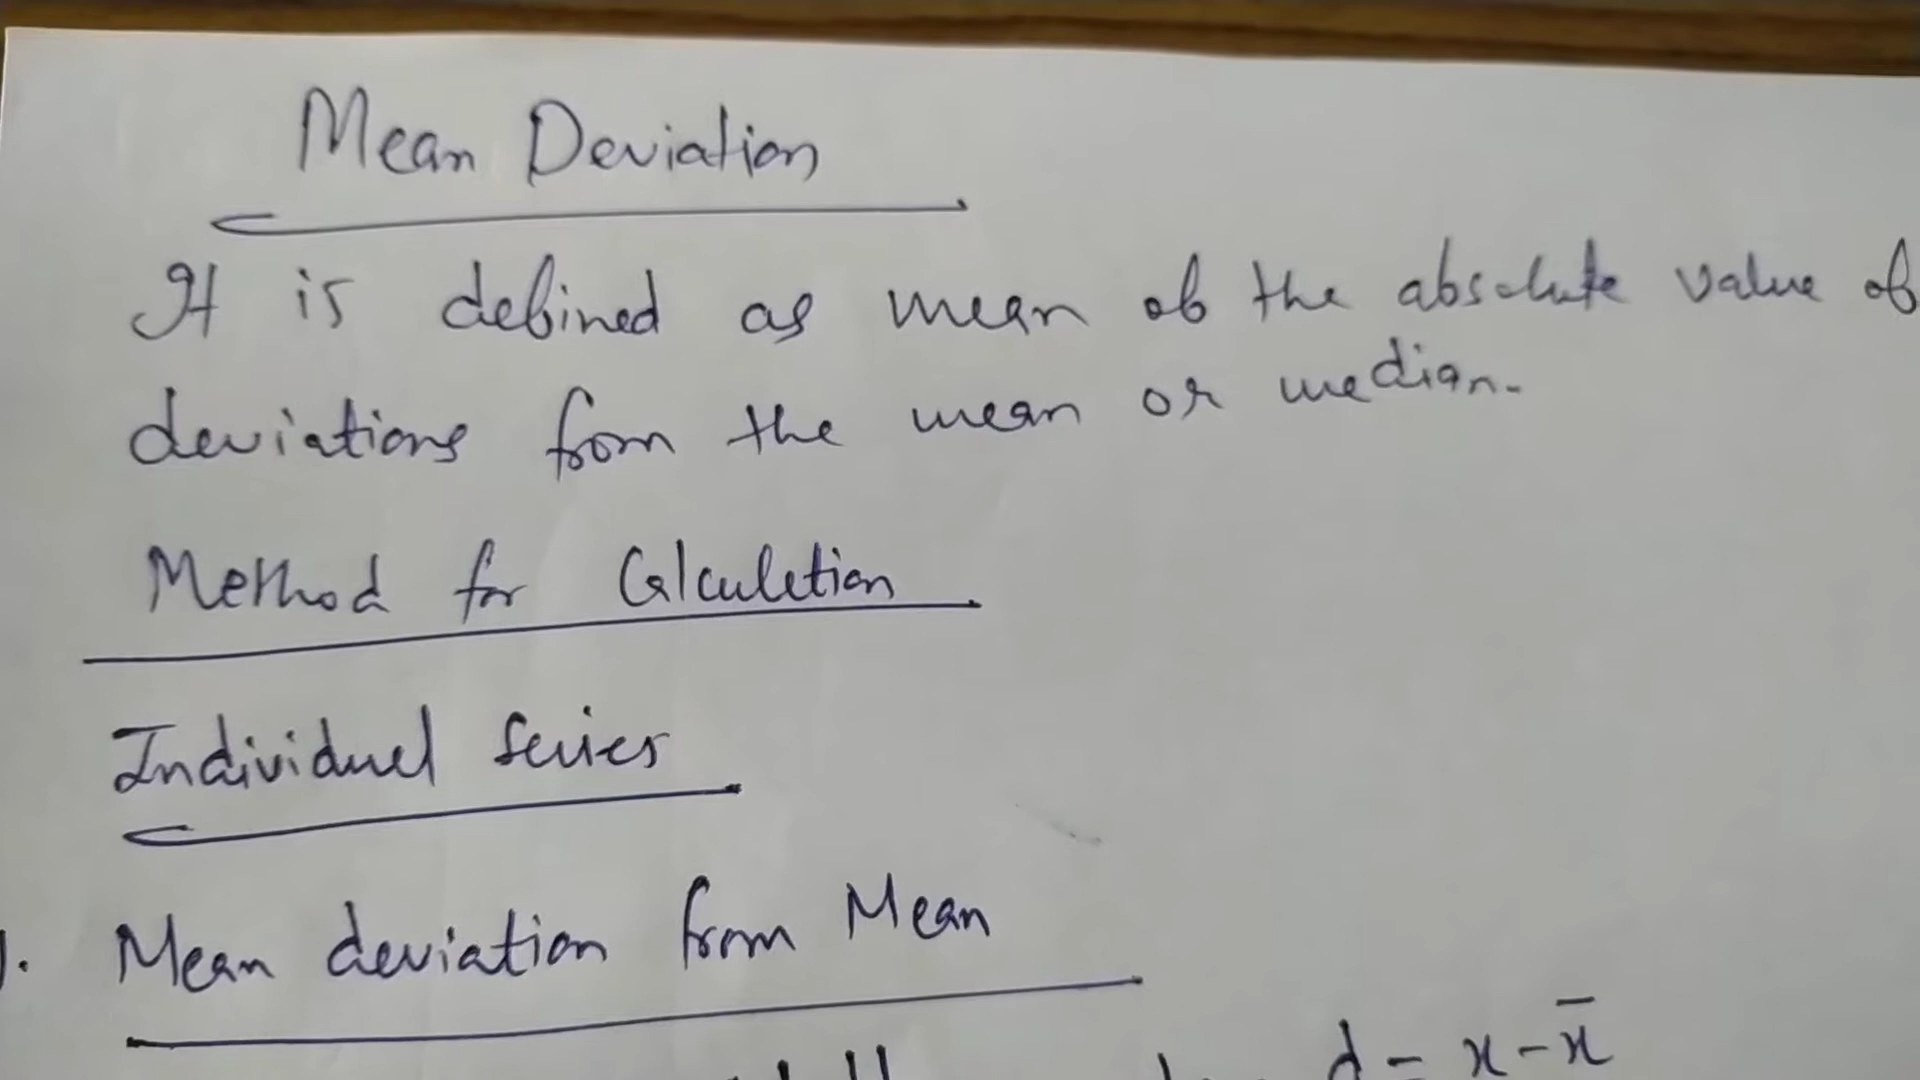 Mean Deviation
It is defined as mean of the absolute value of
deviations from the mean or median.
Method for Calculation
Individual series
1. Mean deviation from Mean
d = x - x̄